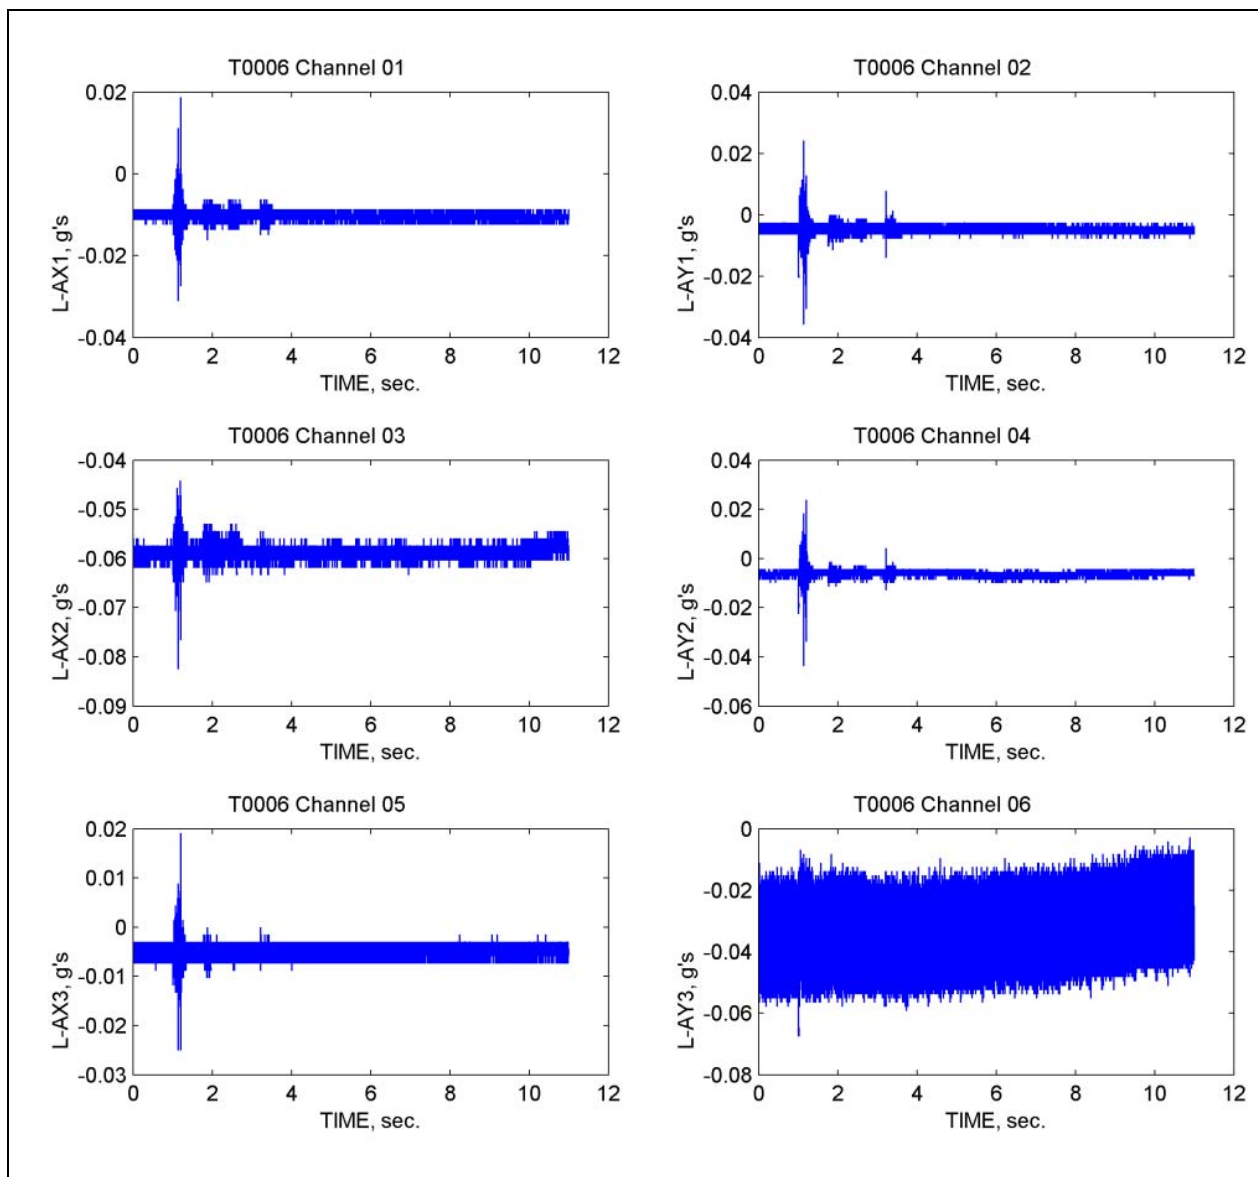 T0006 Channel 01
0.02
0
-0.02
-0.04
L-AX1, g's
0 2 4 6 8 10 12
TIME, sec.
T0006 Channel 02
0.04
0.02
0
-0.02
-0.04
L-AY1, g's
0 2 4 6 8 10 12
TIME, sec.
T0006 Channel 03
-0.04
-0.05
-0.06
-0.07
-0.08
-0.09
L-AX2, g's
0 2 4 6 8 10 12
TIME, sec.
T0006 Channel 04
0.04
0.02
0
-0.02
-0.04
-0.06
L-AY2, g's
0 2 4 6 8 10 12
TIME, sec.
T0006 Channel 05
0.02
0.01
0
-0.01
-0.02
-0.03
L-AX3, g's
0 2 4 6 8 10 12
TIME, sec.
T0006 Channel 06
0
-0.02
-0.04
-0.06
-0.08
L-AY3, g's
0 2 4 6 8 10 12
TIME, sec.